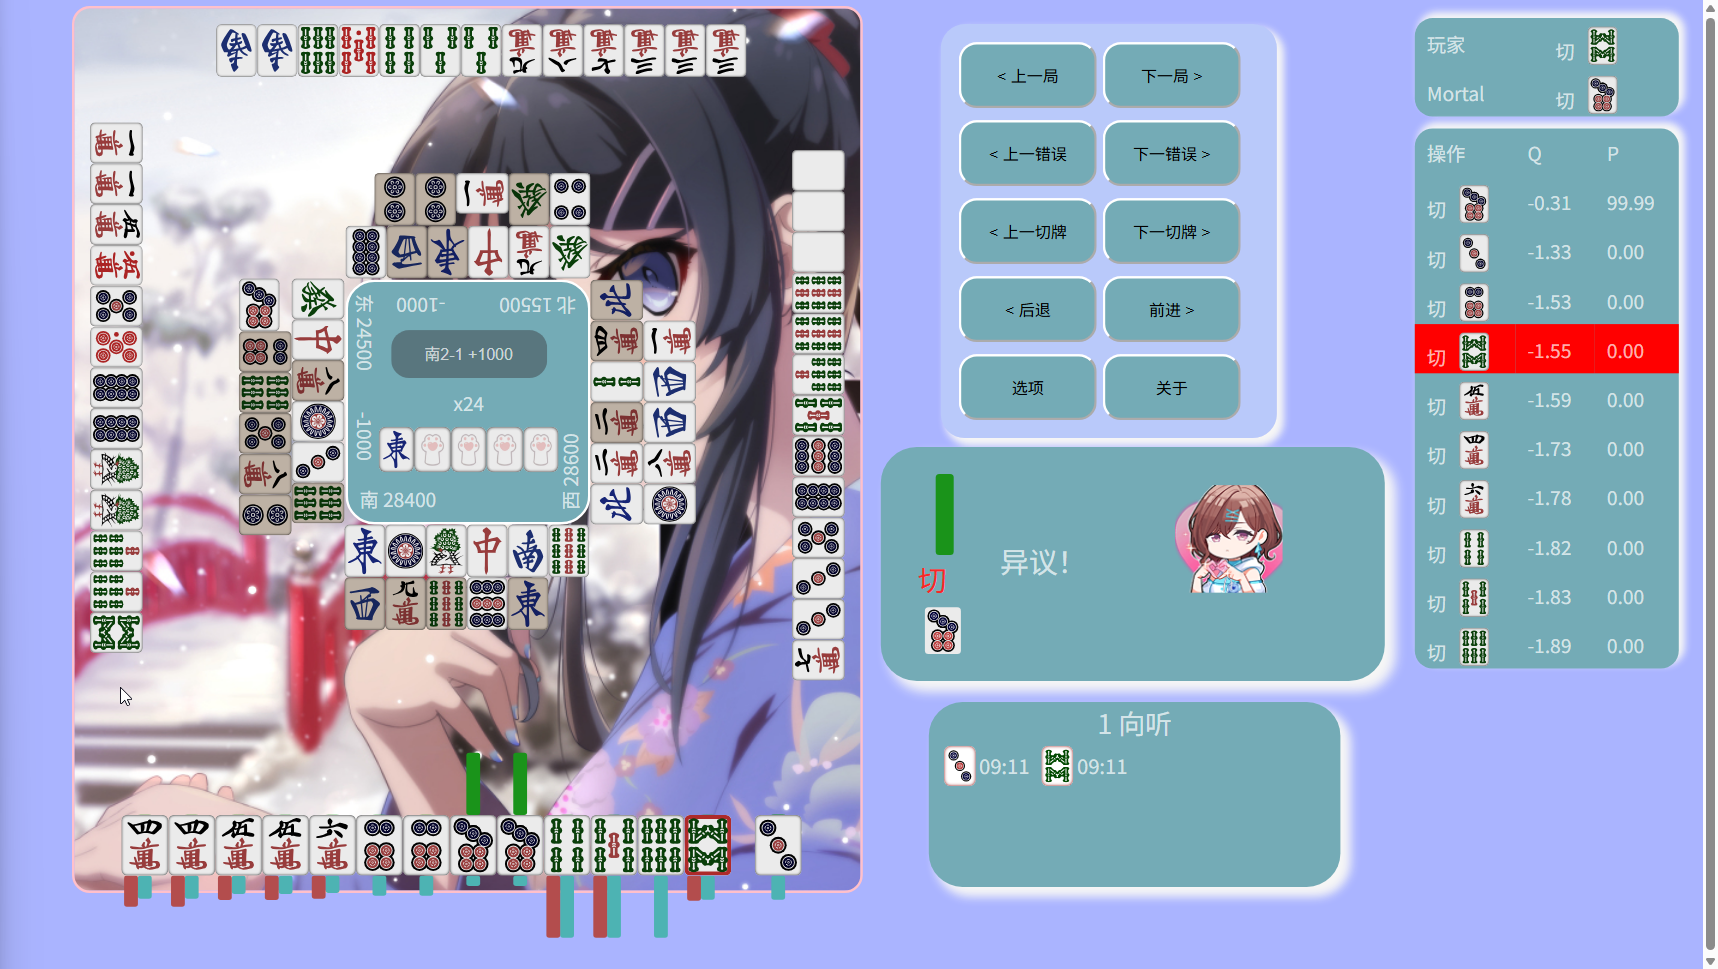 < 上一局
下一局 >
< 上一错误
下一错误 >
< 上一切牌
下一切牌 >
< 后退
前进 >
选项
关于
玩家 切
Mortal 切
操作 Q P
切 -0.31 99.99
切 -1.33 0.00
切 -1.53 0.00
切 -1.55 0.00
切 -1.59 0.00
切 -1.73 0.00
切 -1.78 0.00
切 -1.82 0.00
切 -1.83 0.00
切 -1.89 0.00
北 15500 -1000
东 24500 -1000
南2-1 +1000
x24
南 28400
西 28600
切
异议！
1 向听
09:11 09:11